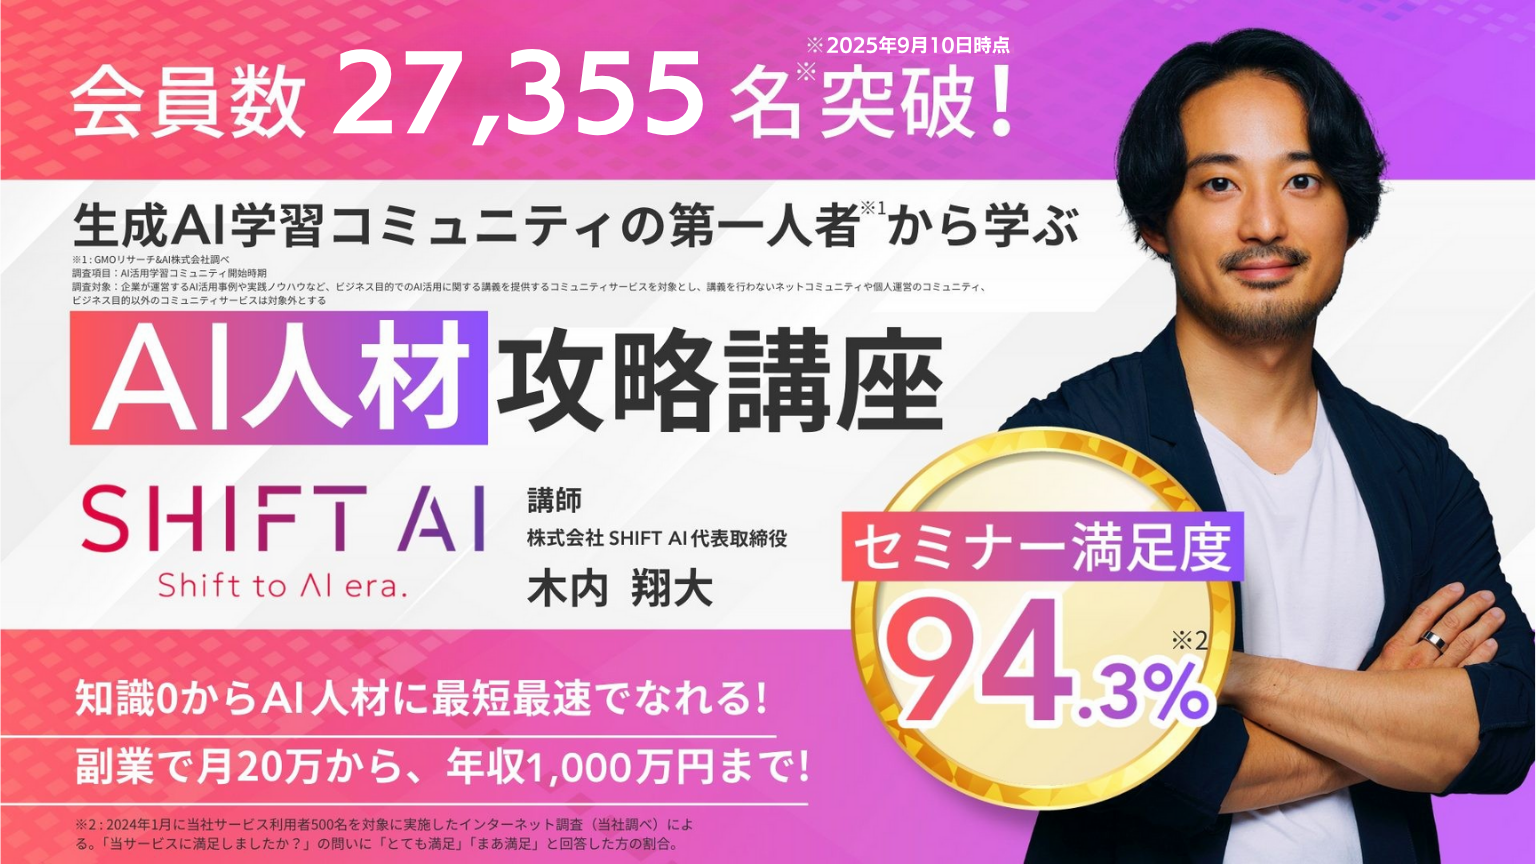 ※2025年9月10日時点
会員数 27,355 名※突破！
生成AI学習コミュニティの第一人者※1から学ぶ
※1：GMOリサーチ&AI株式会社調べ
調査項目：AI活用学習コミュニティ開始時期
調査対象：企業が運営するAI活用事例や実践ノウハウなど、ビジネス目的でのAI活用に関する講義を提供するコミュニティサービスを対象とし、講義を行わないネットコミュニティや個人運営のコミュニティ、
ビジネス目的以外のコミュニティサービスは対象外とする
AI人材攻略講座
SHIFT AI
Shift to AI era.
講師
株式会社 SHIFT AI 代表取締役
木内 翔大
セミナー満足度
94.3%※2
知識0からAI人材に最短最速でなれる!
副業で月20万から、年収1,000万円まで!
※2：2024年1月に当社サービス利用者500名を対象に実施したインターネット調査（当社調べ）によ
る。「当サービスに満足しましたか？」の問いに「とても満足」「まあ満足」と回答した方の割合。